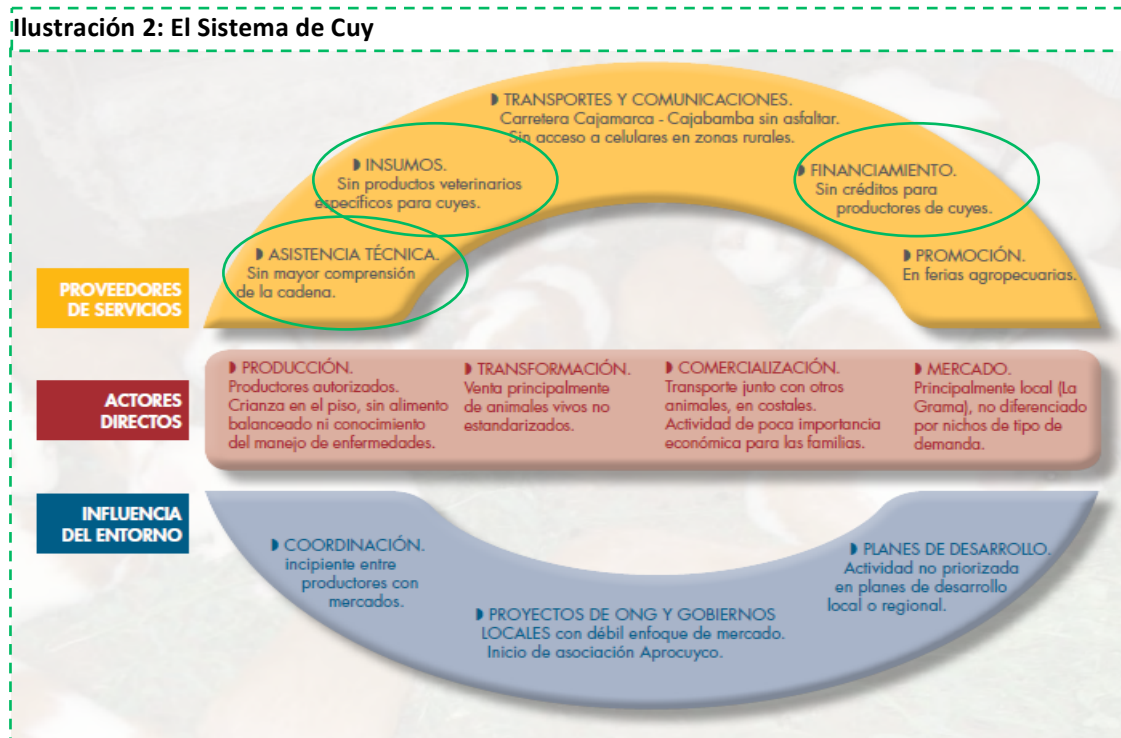 Ilustración 2: El Sistema de Cuy
TRANSPORTES Y COMUNICACIONES.
Carretera Cajamarca - Cajabamba sin asfaltar.
Sin acceso a celulares en zonas rurales.
INSUMOS.
Sin productos veterinarios
específicos para cuyes.
FINANCIAMIENTO.
Sin créditos para
productores de cuyes.
ASISTENCIA TÉCNICA.
Sin mayor comprensión
de la cadena.
PROMOCIÓN.
En ferias agropecuarias.
PROVEEDORES
DE SERVICIOS
ACTORES
DIRECTOS
PRODUCCIÓN.
Productores autorizados.
Crianza en el piso, sin alimento
balanceado ni conocimiento
del manejo de enfermedades.
TRANSFORMACIÓN.
Venta principalmente
de animales vivos no
estandarizados.
COMERCIALIZACIÓN.
Transporte junto con otros
animales, en costales.
Actividad de poca importancia
económica para las familias.
MERCADO.
Principalmente local (La
Grama), no diferenciado
por nichos de tipo de
demanda.
INFLUENCIA
DEL ENTORNO
COORDINACIÓN.
incipiente entre
productores con
mercados.
PROYECTOS DE ONG Y GOBIERNOS
LOCALES con débil enfoque de mercado.
Inicio de asociación Aprocuyco.
PLANES DE DESARROLLO.
Actividad no priorizada
en planes de desarrollo
local o regional.